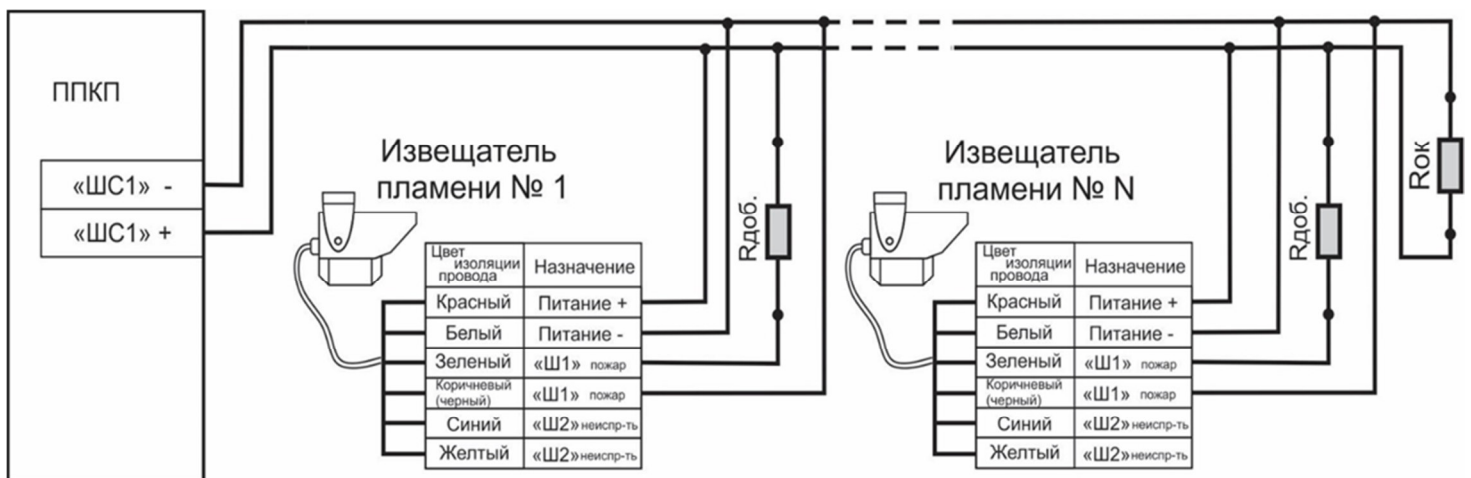 ППКП
«ШС1» -
«ШС1» +
Извещатель
пламени № 1
Цвет
изоляции
провода
Назначение
Красный
Питание +
Белый
Питание -
Зеленый
«Ш1» пожар
Коричневый
(черный)
«Ш1» пожар
Синий
«Ш2» неиспр-ть
Желтый
«Ш2» неиспр-ть
Rдоб.
Извещатель
пламени № N
Цвет
изоляции
провода
Назначение
Красный
Питание +
Белый
Питание -
Зеленый
«Ш1» пожар
Коричневый
(черный)
«Ш1» пожар
Синий
«Ш2» неиспр-ть
Желтый
«Ш2» неиспр-ть
Rдоб.
Rок